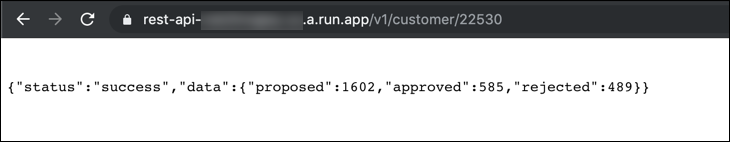 rest-api- .a.run.app/v1/customer/22530
{"status":"success","data":{"proposed":1602,"approved":585,"rejected":489}}